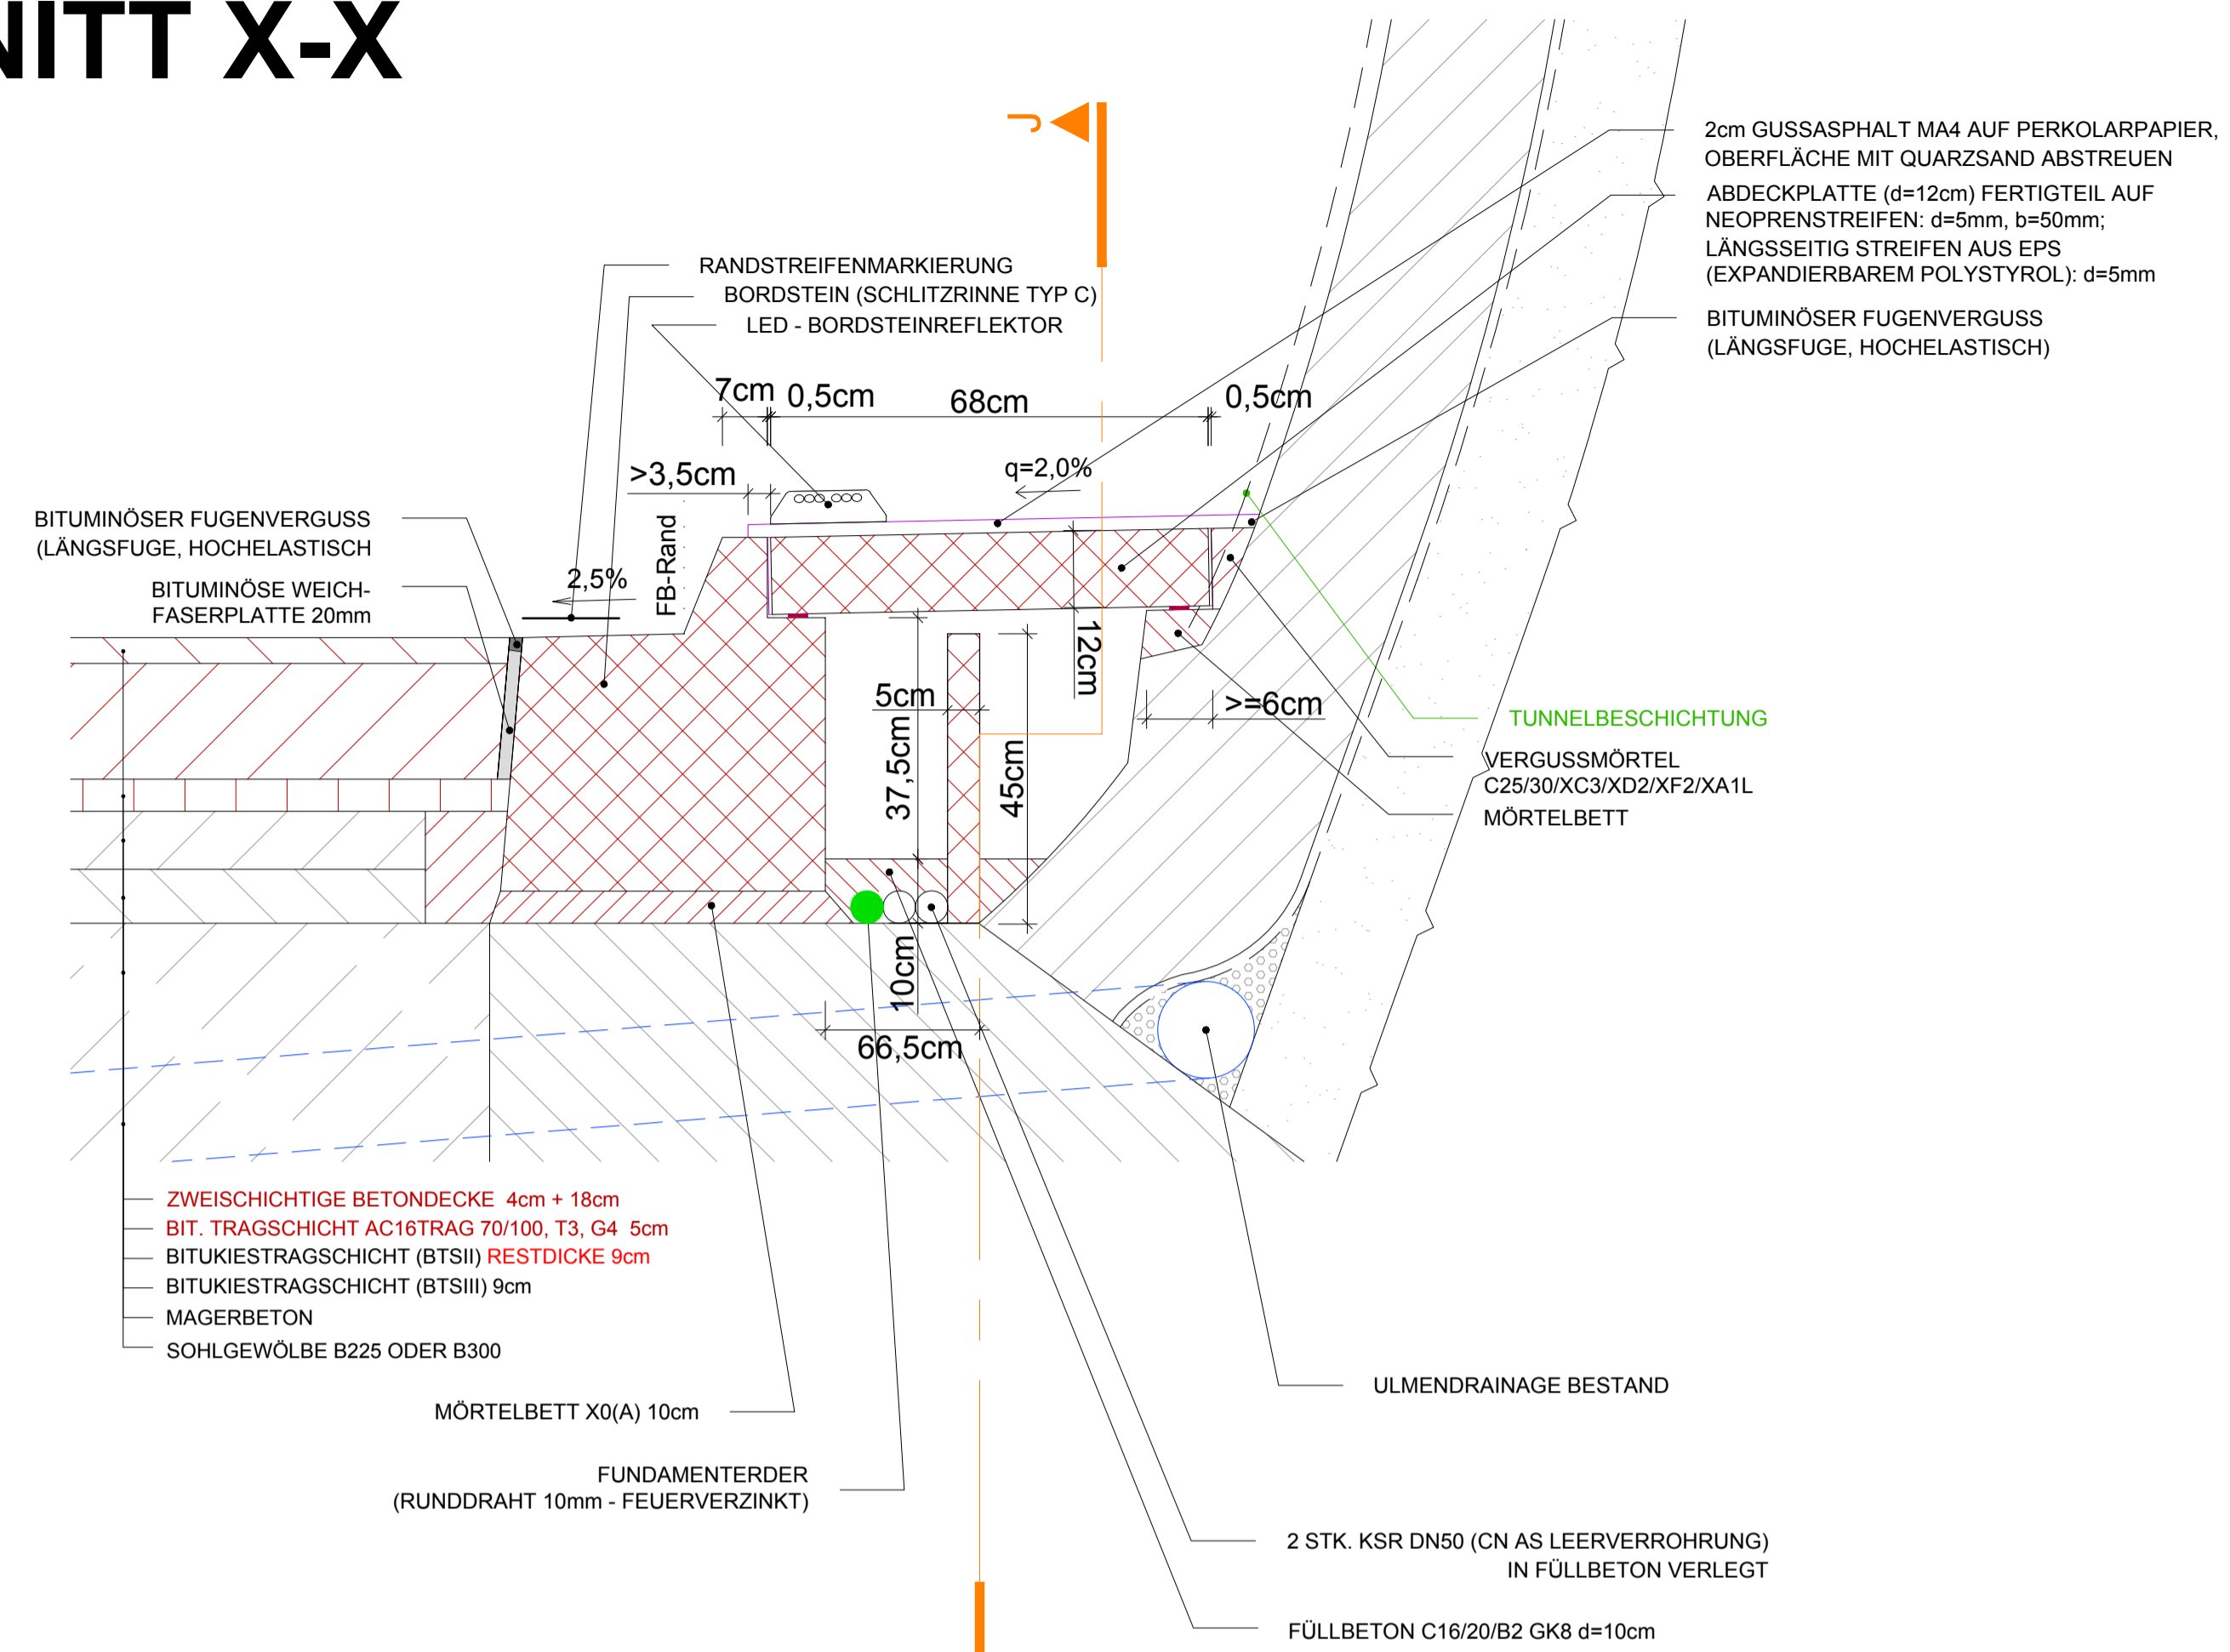 NITT X-X
J
2cm GUSSASPHALT MA4 AUF PERKOLARPAPIER,
OBERFLÄCHE MIT QUARZSAND ABSTREUEN
ABDECKPLATTE (d=12cm) FERTIGTEIL AUF
NEOPRENSTREIFEN: d=5mm, b=50mm;
LÄNGSSEITIG STREIFEN AUS EPS
(EXPANDIERBAREM POLYSTYROL): d=5mm
BITUMINÖSER FUGENVERGUSS
(LÄNGSFUGE, HOCHELASTISCH)
RANDSTREIFENMARKIERUNG
BORDSTEIN (SCHLITZRINNE TYP C)
LED - BORDSTEINREFLEKTOR
7cm
0,5cm
68cm
0,5cm
>3,5cm
q=2,0%
BITUMINÖSER FUGENVERGUSS
(LÄNGSFUGE, HOCHELASTISCH
BITUMINÖSE WEICH-
FASERPLATTE 20mm
2,5%
FB-Rand
12cm
5cm
37,5cm
45cm
>=6cm
10cm
66,5cm
TUNNELBESCHICHTUNG
VERGUSSMÖRTEL
C25/30/XC3/XD2/XF2/XA1L
MÖRTELBETT
ZWEISCHICHTIGE BETONDECKE 4cm + 18cm
BIT. TRAGSCHICHT AC16TRAG 70/100, T3, G4 5cm
BITUKIESTRAGSCHICHT (BTSII) RESTDICKE 9cm
BITUKIESTRAGSCHICHT (BTSIII) 9cm
MAGERBETON
SOHLGEWÖLBE B225 ODER B300
MÖRTELBETT X0(A) 10cm
FUNDAMENTERDER
(RUNDDRAHT 10mm - FEUERVERZINKT)
ULMENDRAINAGE BESTAND
2 STK. KSR DN50 (CN AS LEERVERROHRUNG)
IN FÜLLBETON VERLEGT
FÜLLBETON C16/20/B2 GK8 d=10cm